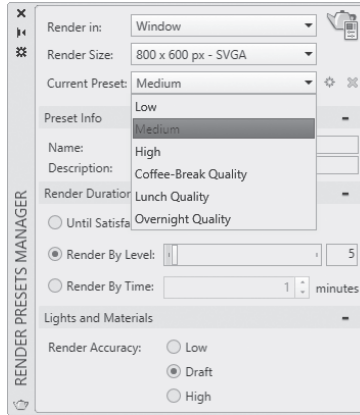 Render in: Window
Render Size: 800 x 600 px - SVGA
Current Preset: Medium
Low
Medium
High
Coffee-Break Quality
Lunch Quality
Overnight Quality
Preset Info
Name:
Description:
Render Duration
Until Satisfa
Render By Level: 5
Render By Time: 1 minutes
Lights and Materials
Render Accuracy: Low
Draft
High
RENDER PRESETS MANAGER